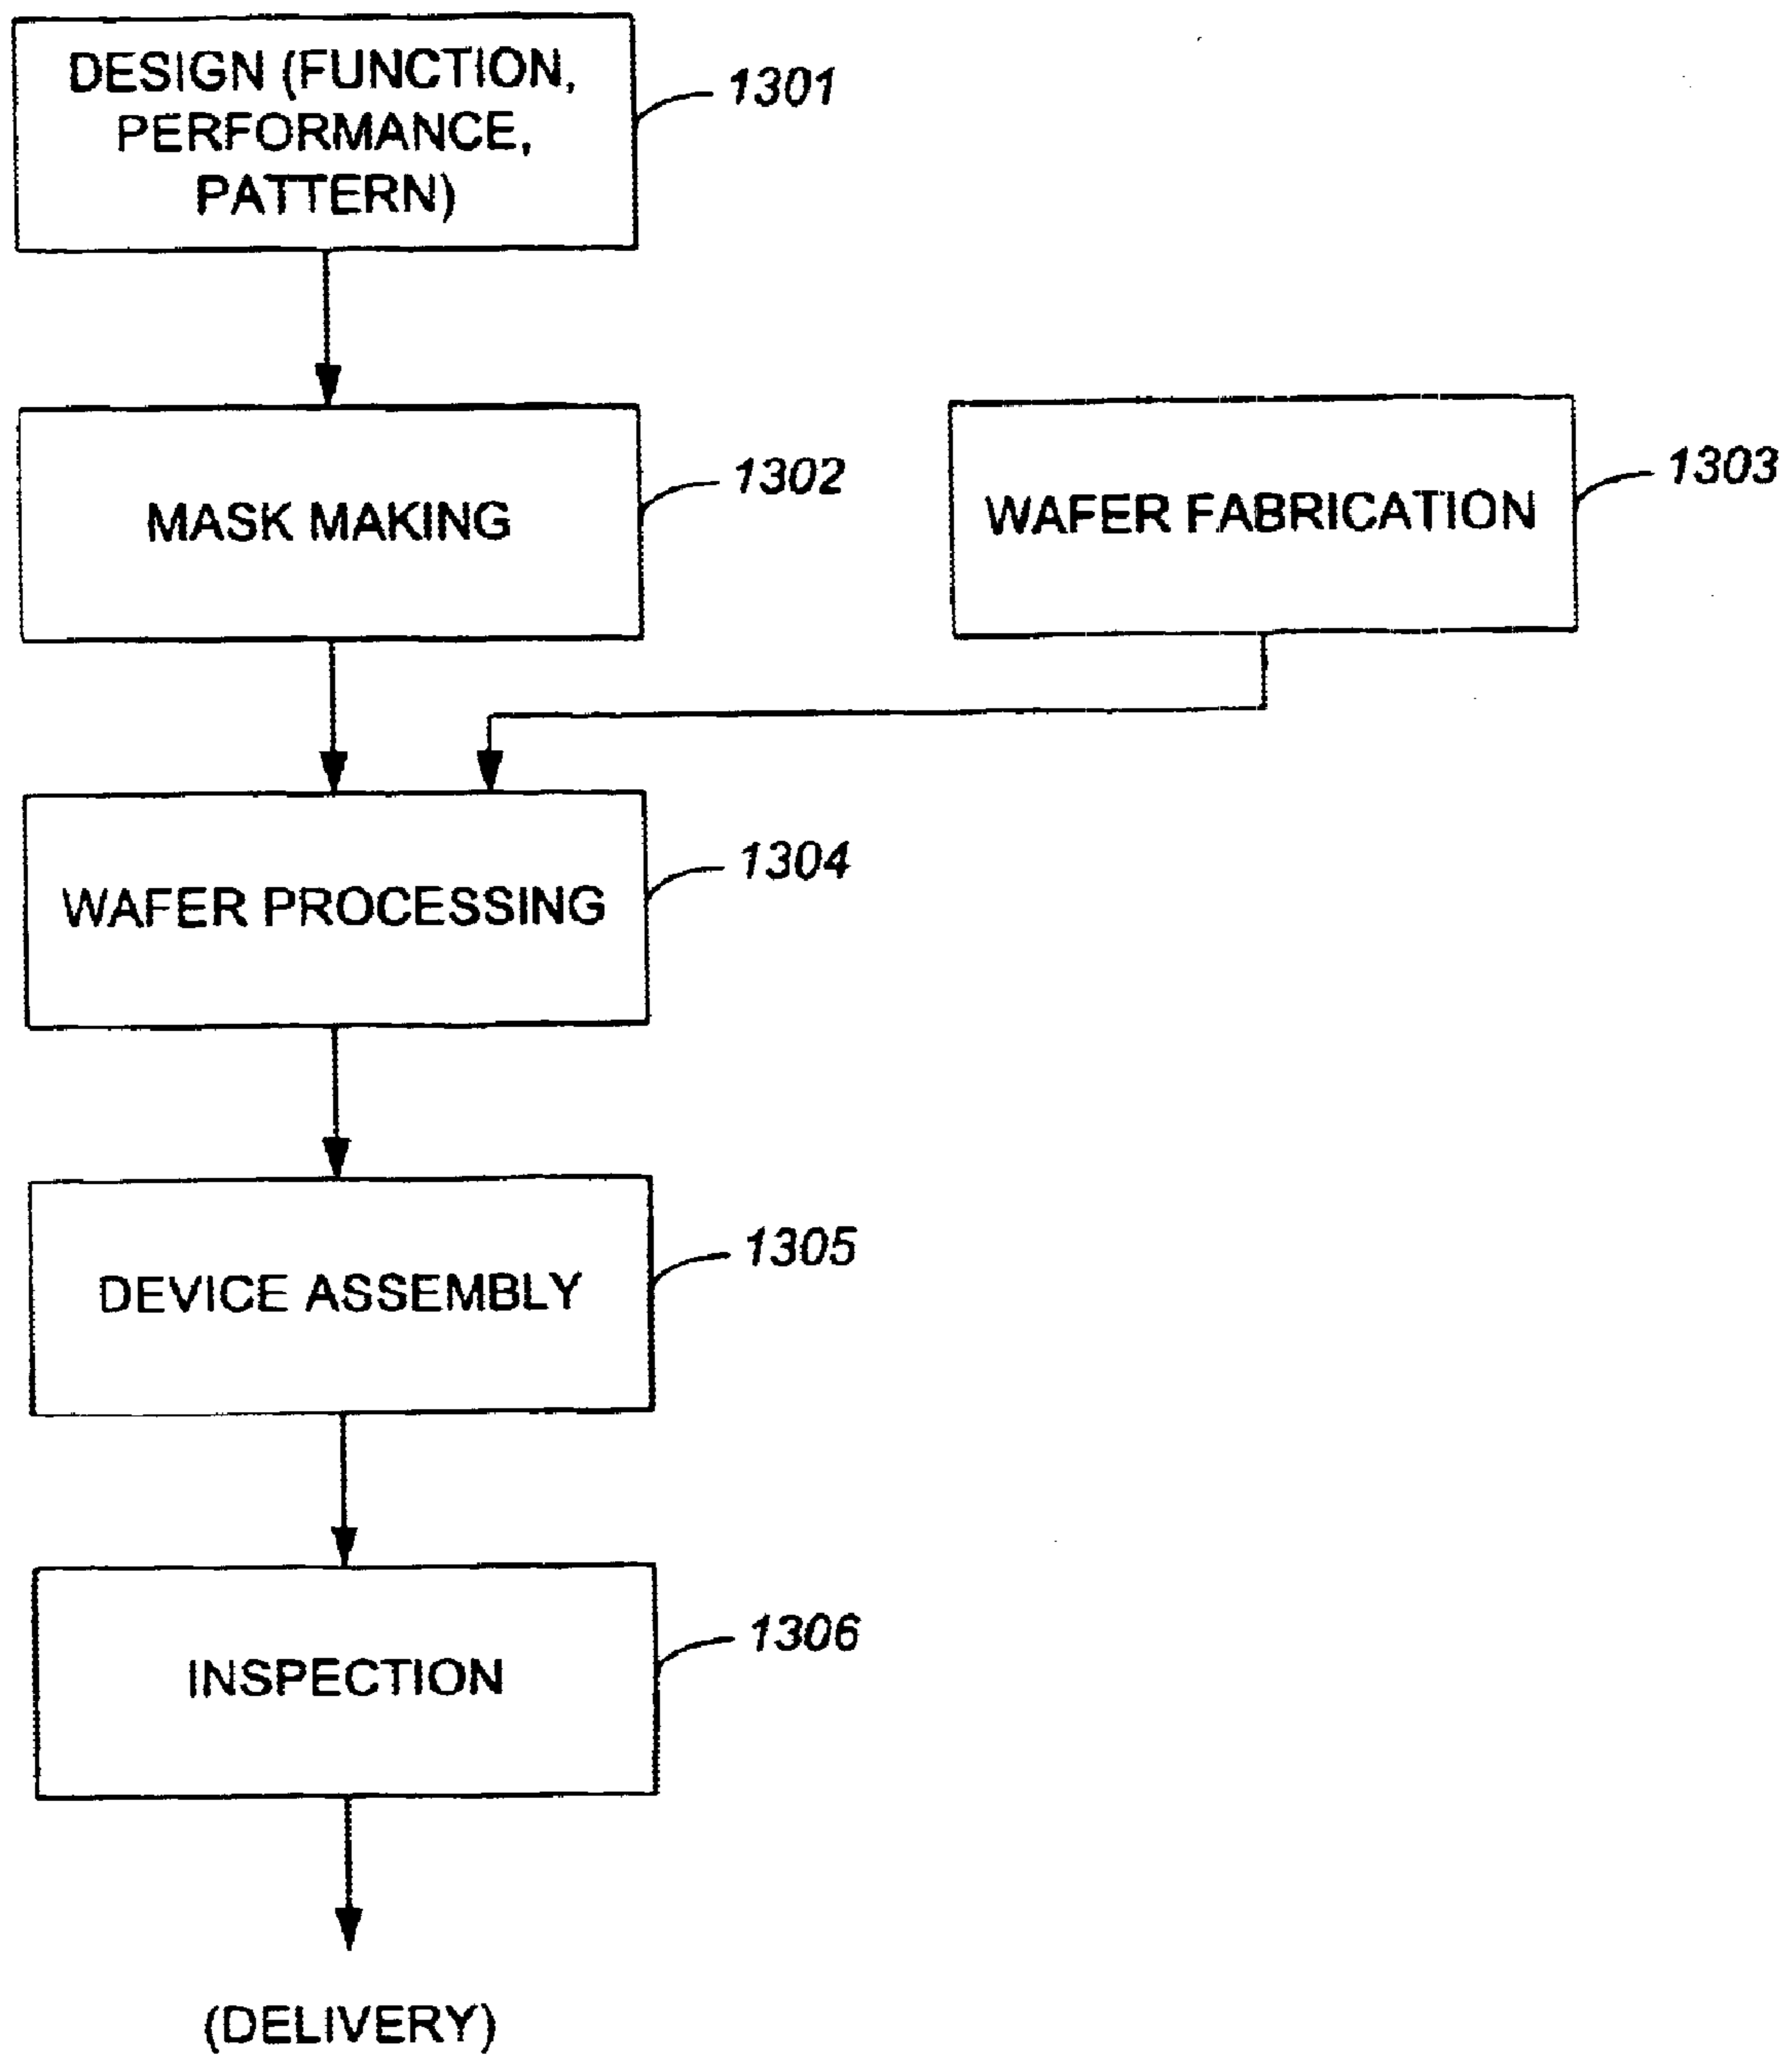 DESIGN (FUNCTION,
PERFORMANCE,
PATTERN)
1301
MASK MAKING
1302
WAFER FABRICATION
1303
WAFER PROCESSING
1304
DEVICE ASSEMBLY
1305
INSPECTION
1306
(DELIVERY)